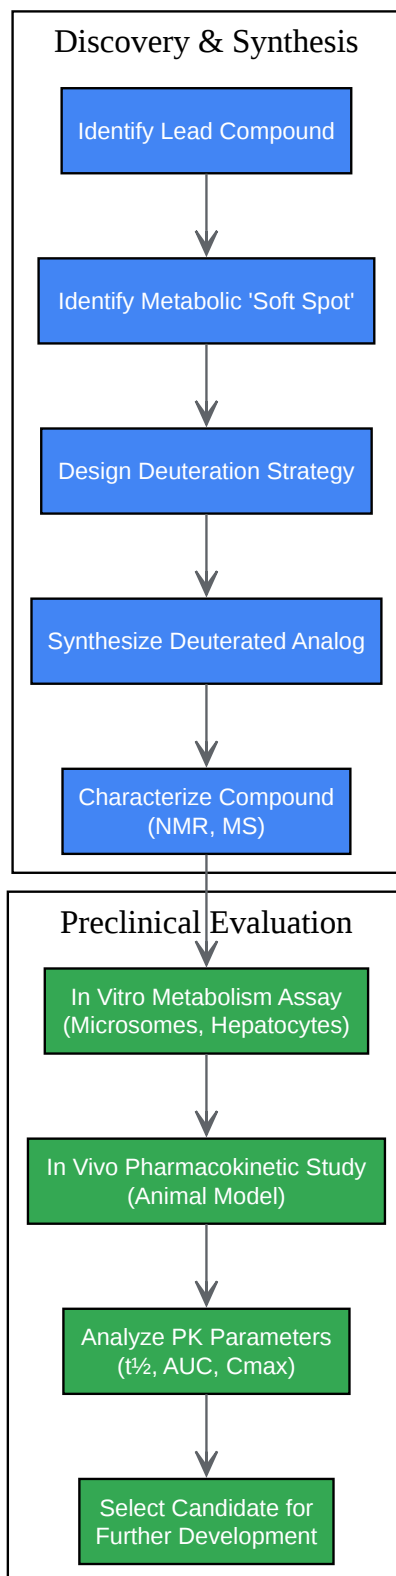 Discovery & Synthesis
Identify Lead Compound
Identify Metabolic 'Soft Spot'
Design Deuteration Strategy
Synthesize Deuterated Analog
Characterize Compound
(NMR, MS)
Preclinical Evaluation
In Vitro Metabolism Assay
(Microsomes, Hepatocytes)
In Vivo Pharmacokinetic Study
(Animal Model)
Analyze PK Parameters
(t½, AUC, Cmax)
Select Candidate for
Further Development